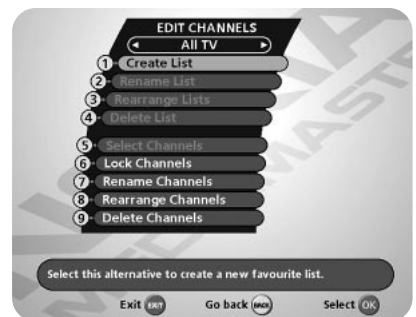 EDIT CHANNELS
All TV
1 Create List
2 Rename List
3 Rearrange Lists
4 Delete List
5 Select Channels
6 Lock Channels
7 Rename Channels
8 Rearrange Channels
9 Delete Channels
Select this alternative to create a new favourite list.
Exit EXIT Go back BACK Select OK